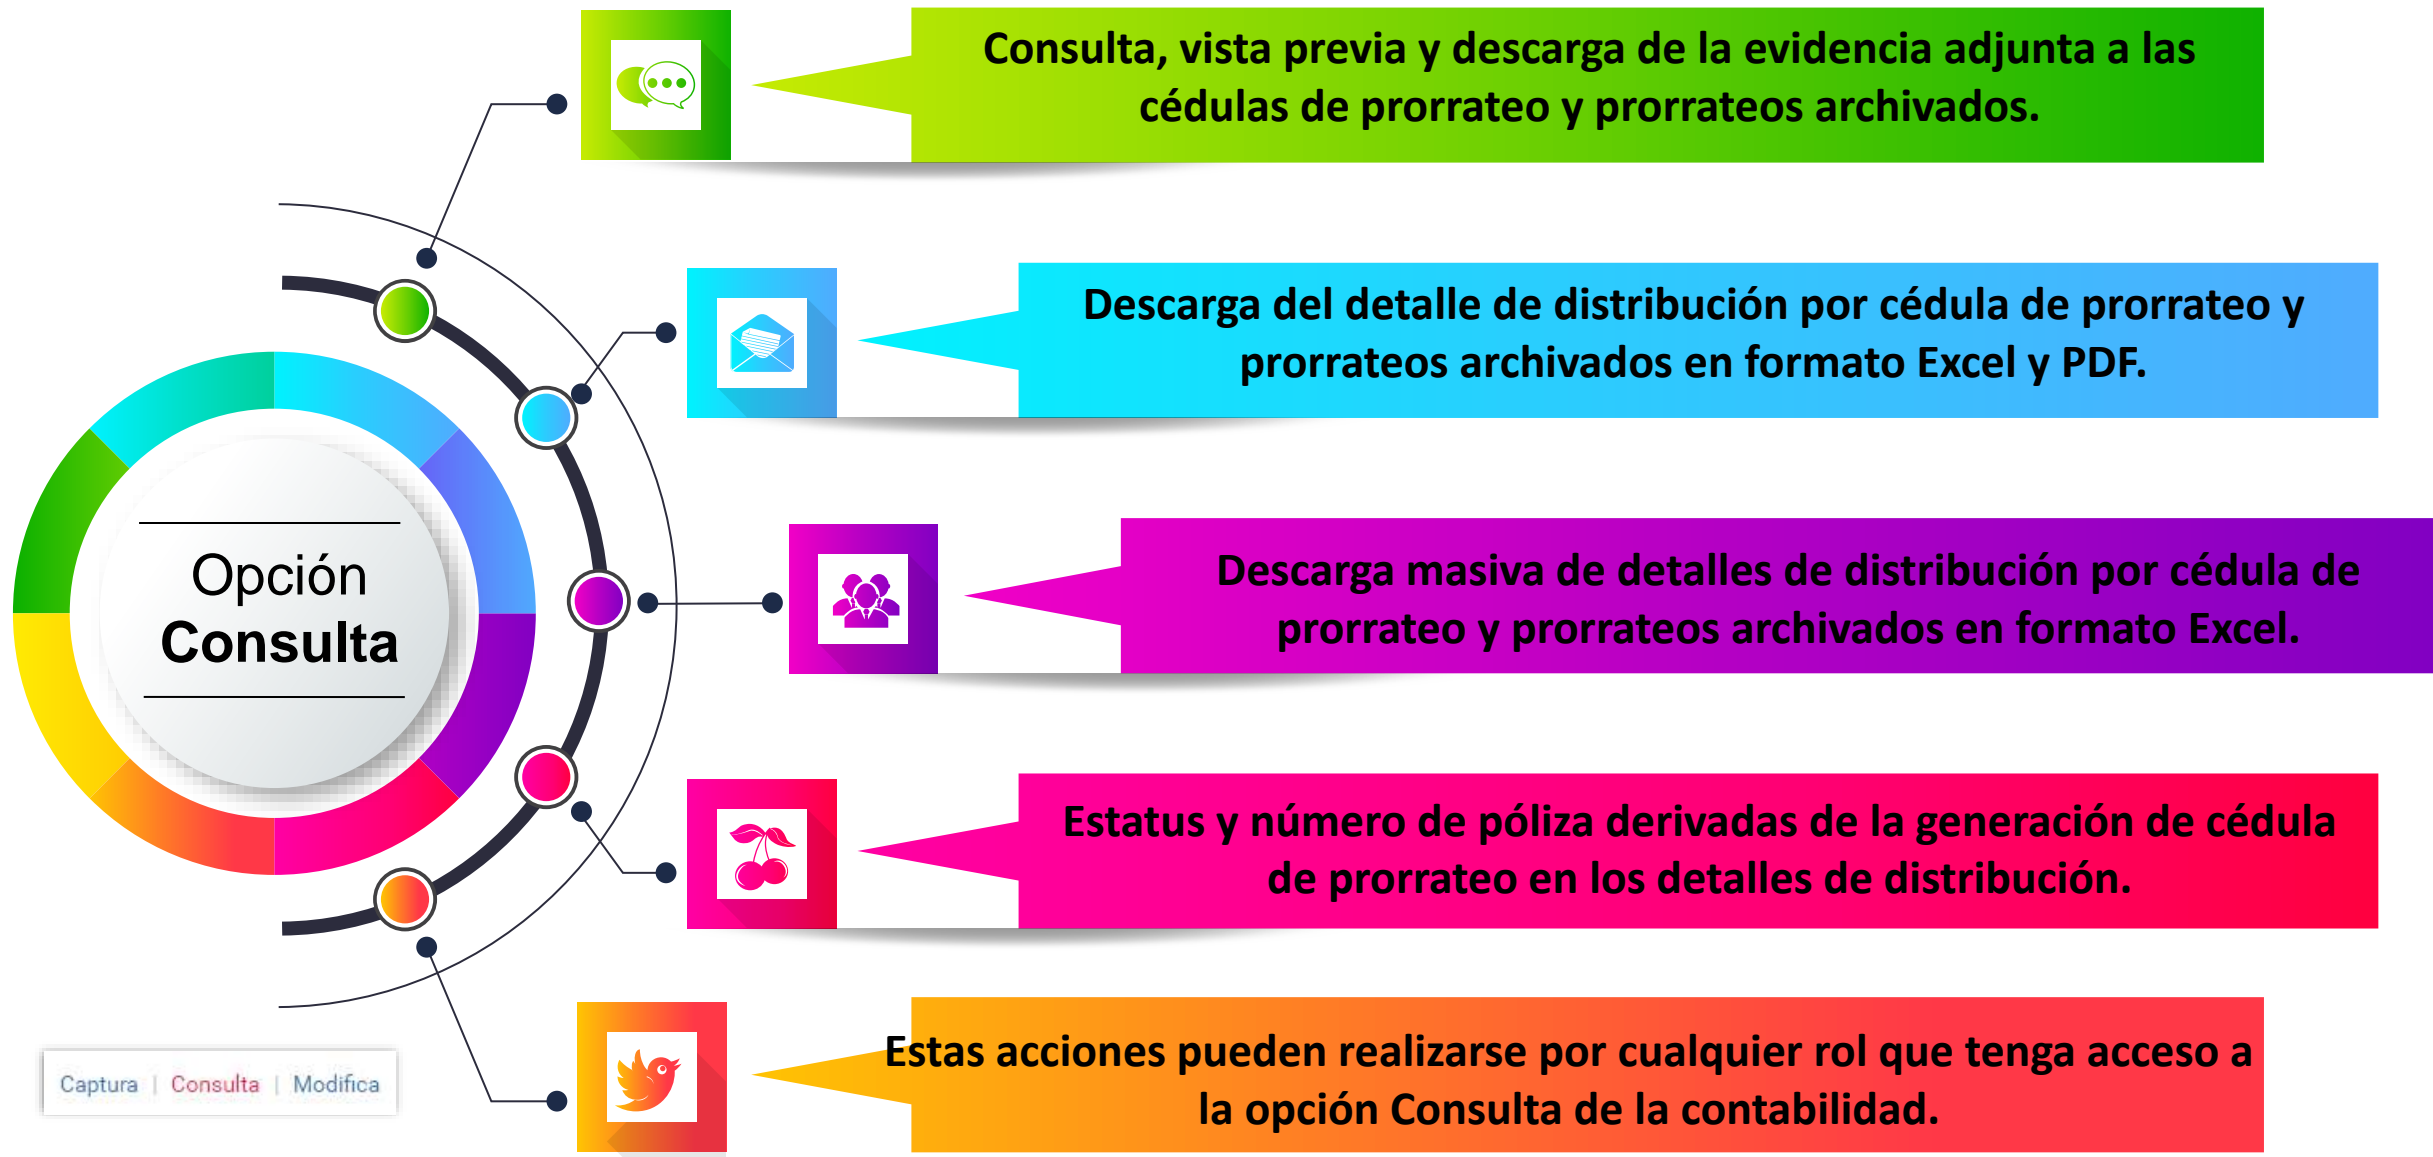 Consulta, vista previa y descarga de la evidencia adjunta a las
cédulas de prorrateo y prorrateos archivados.
Descarga del detalle de distribución por cédula de prorrateo y
prorrateos archivados en formato Excel y PDF.
Opción
Consulta
Descarga masiva de detalles de distribución por cédula de
prorrateo y prorrateos archivados en formato Excel.
Estatus y número de póliza derivadas de la generación de cédula
de prorrateo en los detalles de distribución.
Estas acciones pueden realizarse por cualquier rol que tenga acceso a
la opción Consulta de la contabilidad.
Captura | Consulta | Modifica